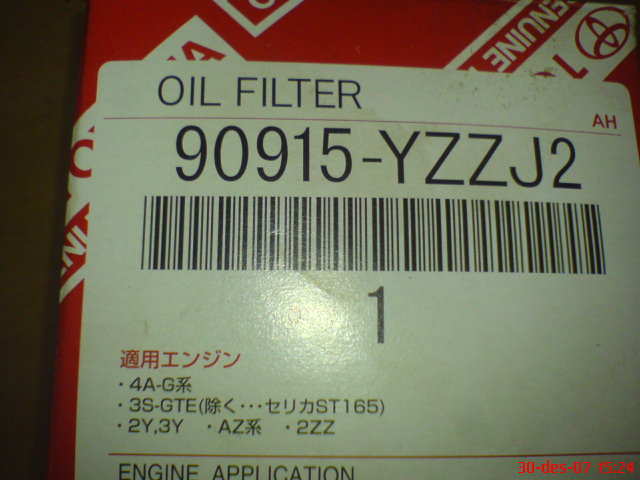 GENUINE
OIL FILTER
AH
90915-YZZJ2
1
適用エンジン
・4A-G系
・3S-GTE(除く・・・セリカST165)
・2Y,3Y ・AZ系 ・2ZZ
ENGINE APPLICATION
30-des-07 15:24